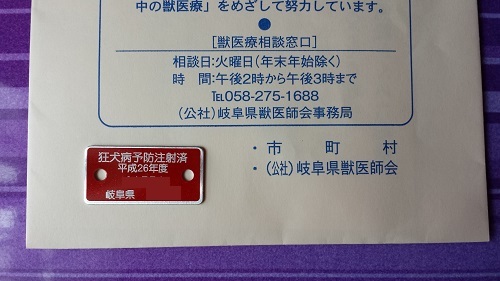 中の獣医療」をめざして努力しています。
[獣医療相談窓口]
相談日:火曜日(年末年始除く)
時　間:午後2時から午後3時まで
℡058-275-1688
(公社)岐阜県獣医師会事務局
・市　町　村
・(公社)岐阜県獣医師会
狂犬病予防注射済
平成26年度
岐阜県